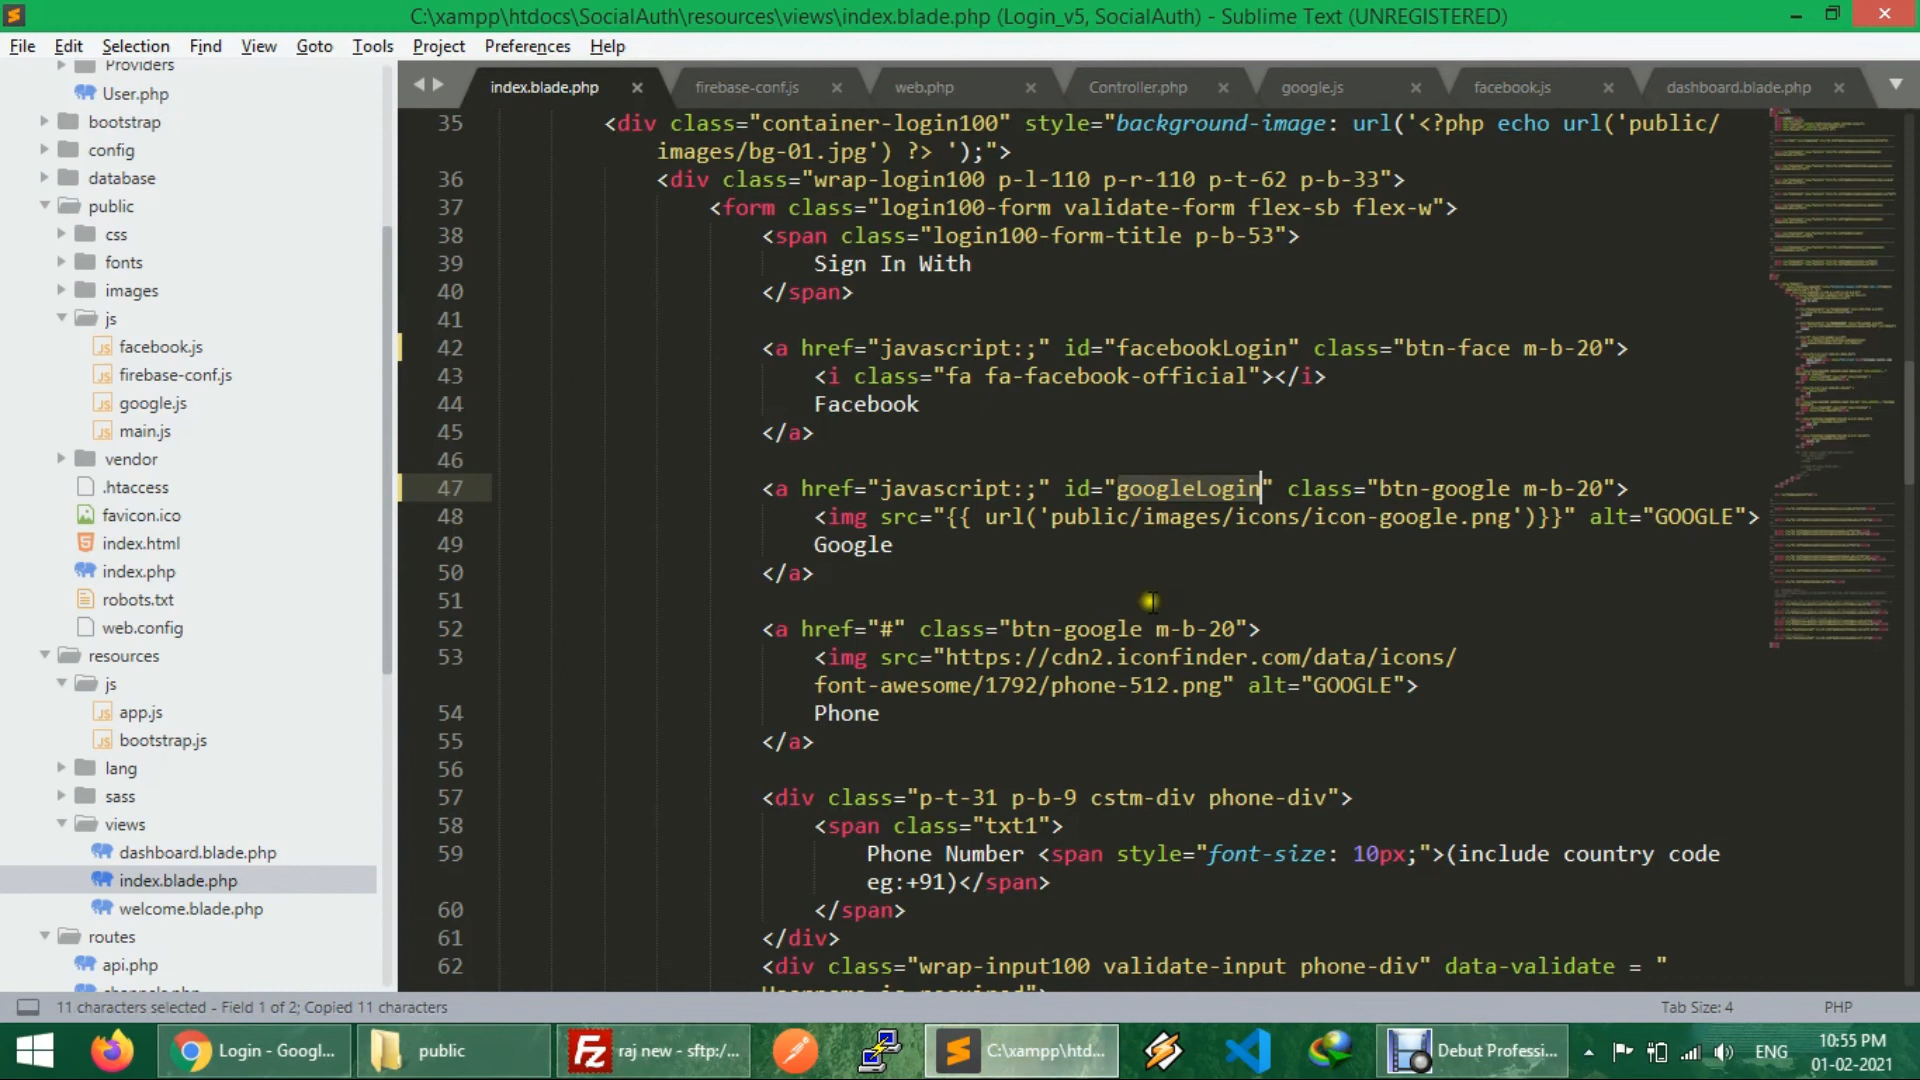 C:\xampp\htdocs\SocialAuth\resources\views\index.blade.php (Login_v5, SocialAuth) - Sublime Text (UNREGISTERED)
File Edit Selection Find View Goto Tools Project Preferences Help
Providers
User.php
bootstrap
config
database
public
css
fonts
images
js
facebook.js
firebase-conf.js
google.js
main.js
vendor
.htaccess
favicon.ico
index.html
index.php
robots.txt
web.config
resources
js
app.js
bootstrap.js
lang
sass
views
dashboard.blade.php
index.blade.php
welcome.blade.php
routes
api.php
index.blade.php firebase-conf.js web.php Controller.php google.js facebook.js dashboard.blade.php
35 <div class="container-login100" style="background-image: url('<?php echo url('public/
images/bg-01.jpg') ?> ');">
36 <div class="wrap-login100 p-l-110 p-r-110 p-t-62 p-b-33">
37 <form class="login100-form validate-form flex-sb flex-w">
38 <span class="login100-form-title p-b-53">
39 Sign In With
40 </span>
41
42 <a href="javascript:;" id="facebookLogin" class="btn-face m-b-20">
43 <i class="fa fa-facebook-official"></i>
44 Facebook
45 </a>
46
47 <a href="javascript:;" id="googleLogin" class="btn-google m-b-20">
48 <img src="{{ url('public/images/icons/icon-google.png')}}" alt="GOOGLE">
49 Google
50 </a>
51
52 <a href="#" class="btn-google m-b-20">
53 <img src="https://cdn2.iconfinder.com/data/icons/
font-awesome/1792/phone-512.png" alt="GOOGLE">
54 Phone
55 </a>
56
57 <div class="p-t-31 p-b-9 cstm-div phone-div">
58 <span class="txt1">
59 Phone Number <span style="font-size: 10px;">(include country code
eg:+91)</span>
60 </span>
61 </div>
62 <div class="wrap-input100 validate-input phone-div" data-validate = "
11 characters selected - Field 1 of 2; Copied 11 characters Tab Size: 4 PHP
Login - Googl... public raj new - sftp:/... C:\xampp\htd... Debut Professi... ENG 10:55 PM
01-02-2021